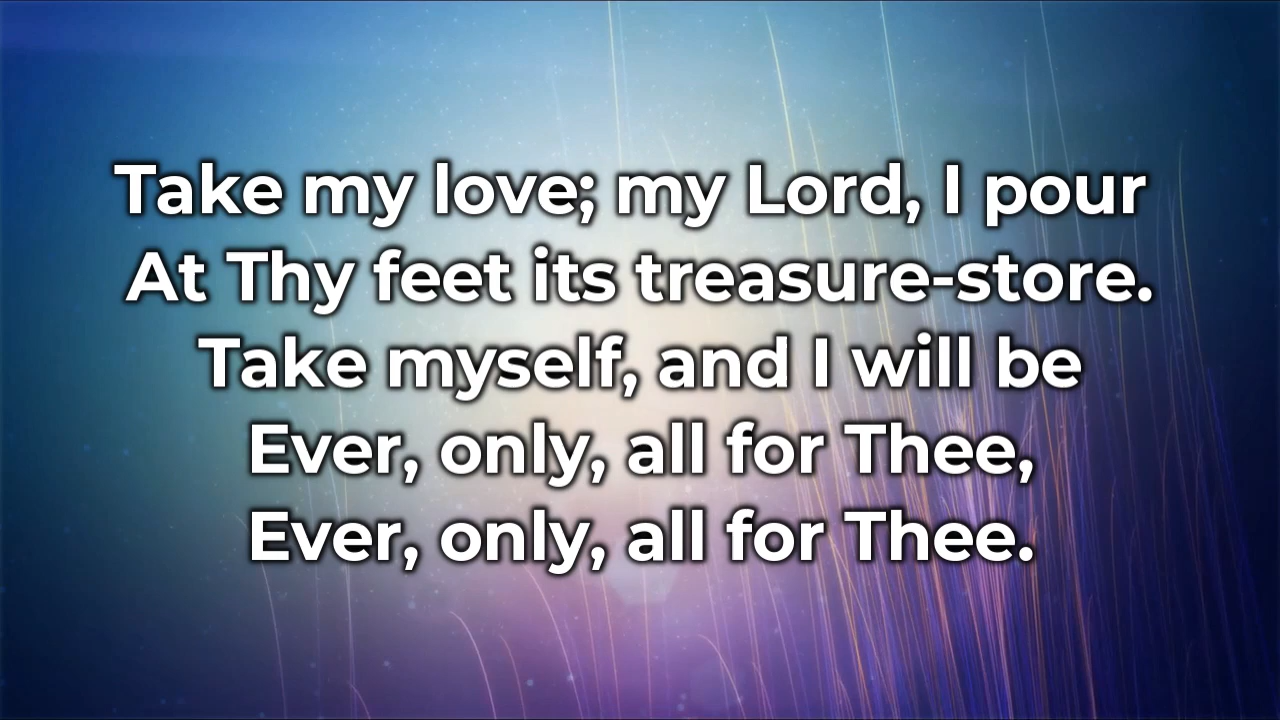 Take my love; my Lord, I pour
At Thy feet its treasure-store.
Take myself, and I will be
Ever, only, all for Thee,
Ever, only, all for Thee.